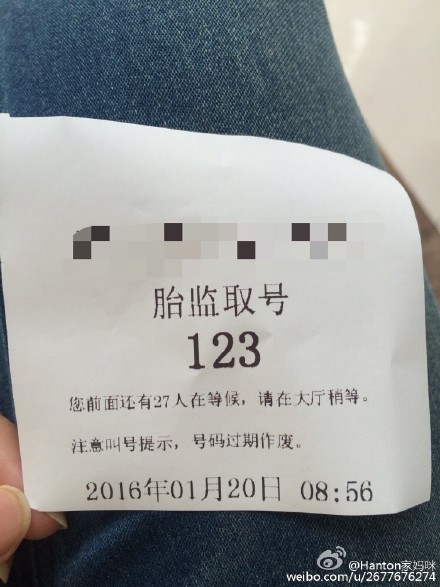 胎监取号
123
您前面还有27人在等候，请在大厅稍等。
注意叫号提示，号码过期作废。
2016年01月20日 08:56
@Hanton家妈咪
weibo.com/u/2677676274